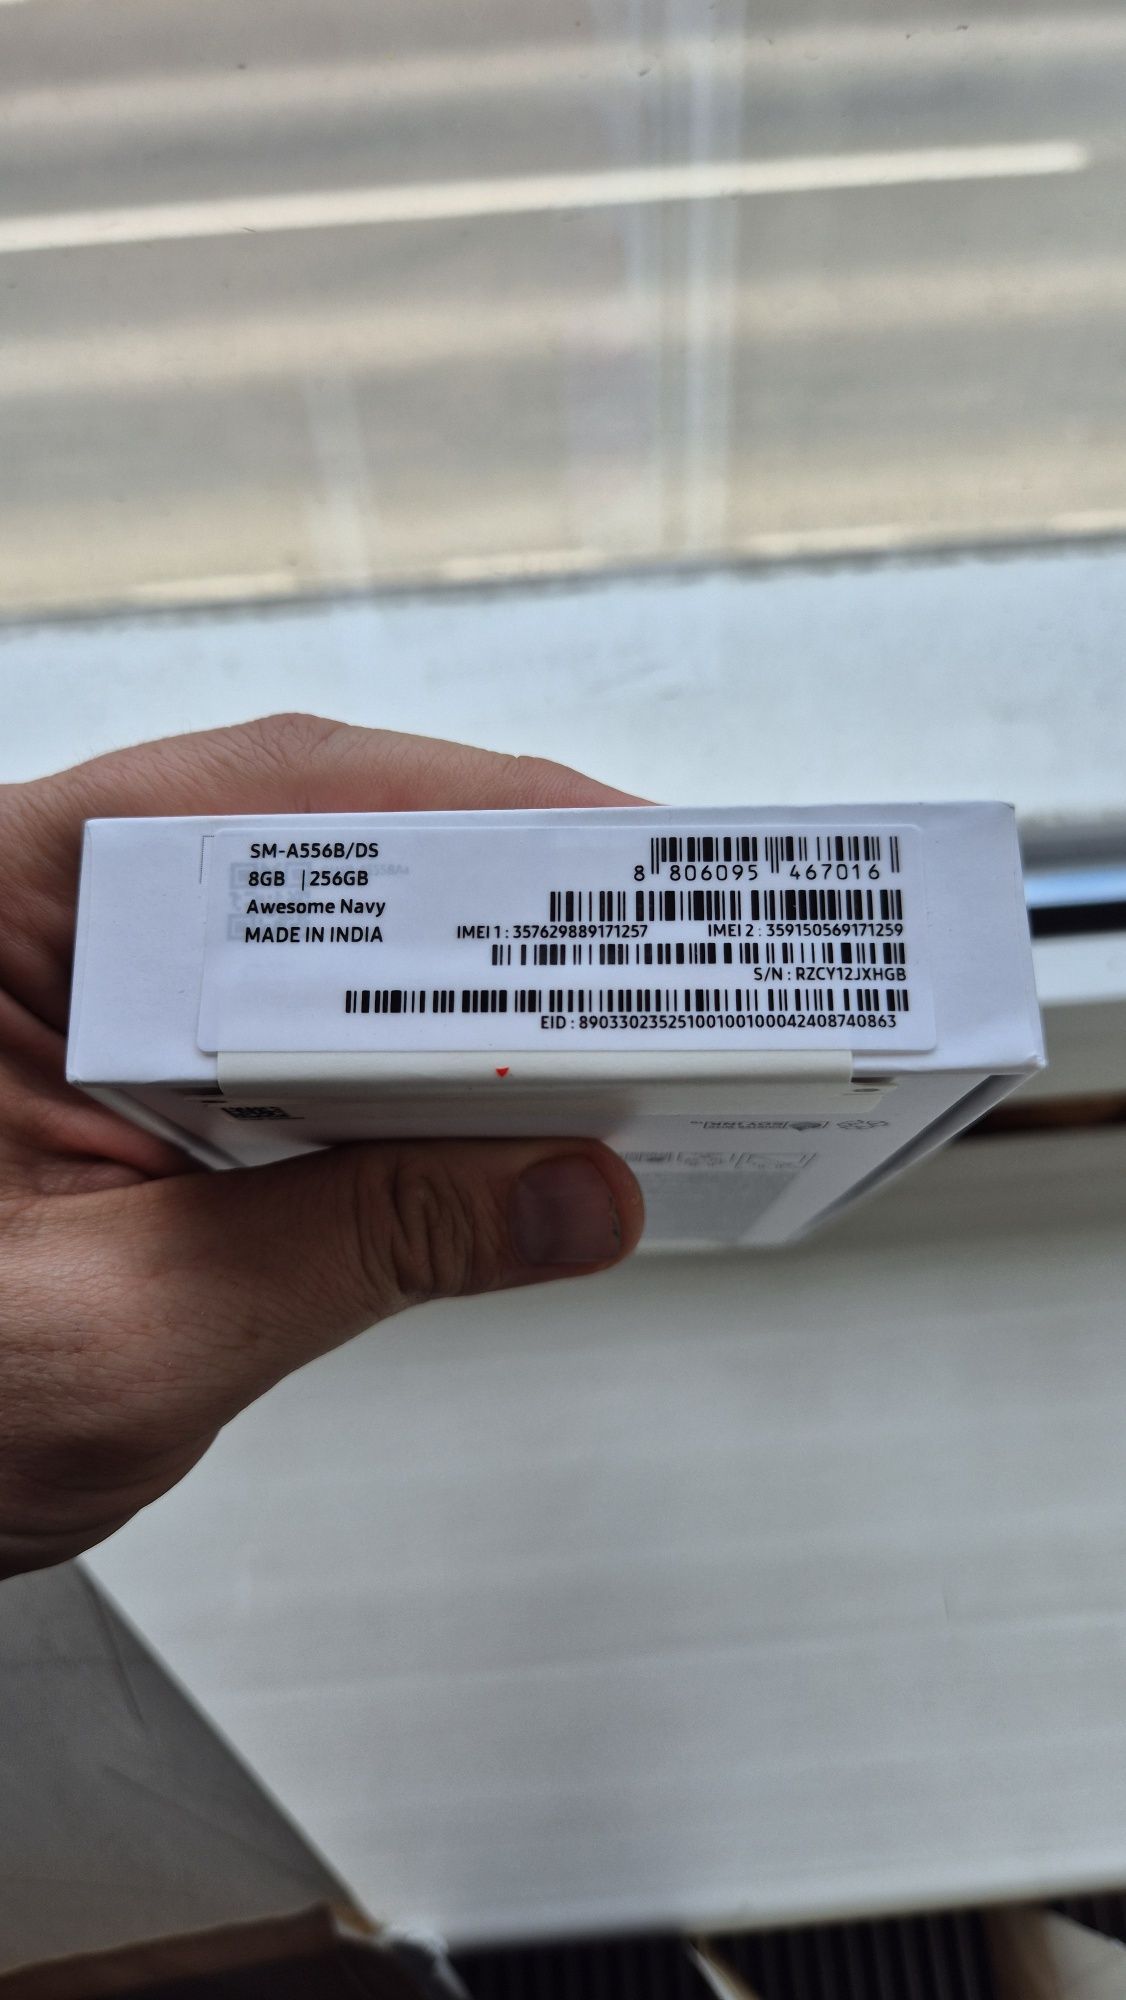 SM-A556B/DS
8GB | 256GB
Awesome Navy
MADE IN INDIA
8 806095 467016
IMEI 1 : 357629889171257 IMEI 2 : 359150569171259
S/N : RZCY12JXHGB
EID : 89033023525100100100042408740863